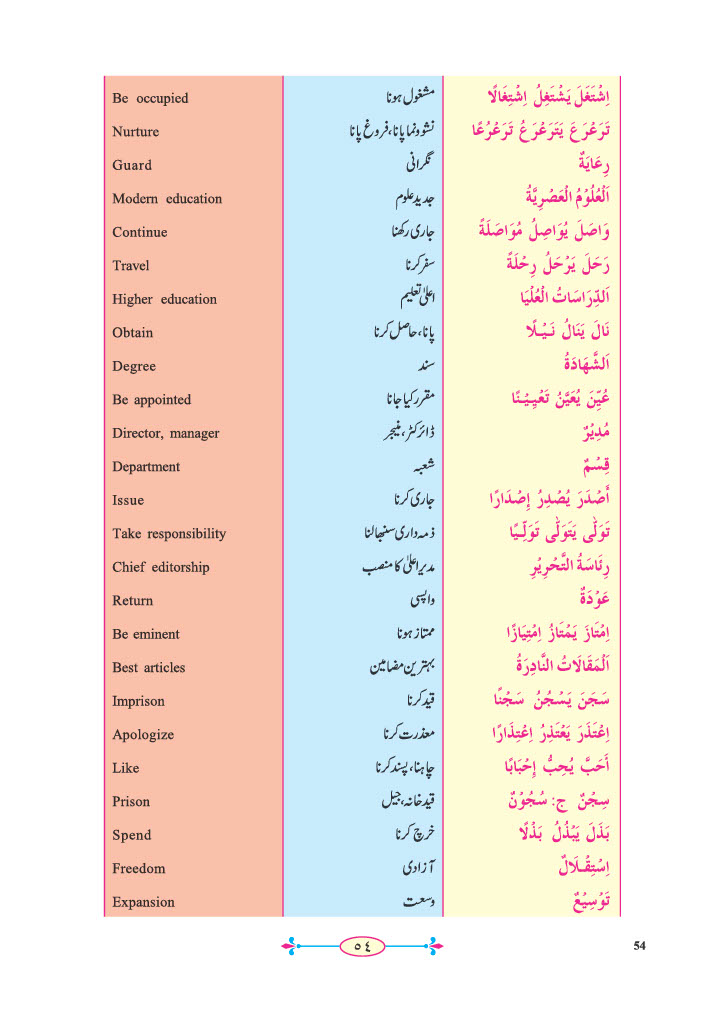 Be occupied مشغول ہونا اِشْتَغَلَ يَشْتَغِلُ اِشْتِغَالًا
Nurture نشوونما پانا، فروغ پانا تَرَعْرَعَ يَتَرَعْرَعُ تَرَعْرُعًا
Guard نگرانی رِعَايَةٌ
Modern education جدید علوم اَلْعُلُوْمُ الْعَصْرِيَّةُ
Continue جاری رکھنا وَاصَلَ يُوَاصِلُ مُوَاصَلَةً
Travel سفر کرنا رَحَلَ يَرْحَلُ رِحْلَةً
Higher education اعلیٰ تعلیم اَلدِّرَاسَاتُ الْعُلْيَا
Obtain پانا، حاصل کرنا نَالَ يَنَالُ نَيْلًا
Degree سند اَلشَّهَادَةُ
Be appointed مقرر کیا جانا عُيِّنَ يُعَيَّنُ تَعْيِيْنًا
Director, manager ڈائرکٹر، منیجر مُدِيْرٌ
Department شعبہ قِسْمٌ
Issue جاری کرنا أَصْدَرَ يُصْدِرُ إِصْدَارًا
Take responsibility ذمہ داری سنبھالنا تَوَلّٰى يَتَوَلّٰى تَوَلِّيًا
Chief editorship مدیر اعلیٰ کا منصب رِئَاسَةُ التَّحْرِيْرِ
Return واپسی عَوْدَةٌ
Be eminent ممتاز ہونا اِمْتَازَ يَمْتَازُ اِمْتِيَازًا
Best articles بہترین مضامین اَلْمَقَالَاتُ النَّادِرَةُ
Imprison قید کرنا سَجَنَ يَسْجُنُ سَجْنًا
Apologize معذرت کرنا اِعْتَذَرَ يَعْتَذِرُ اِعْتِذَارًا
Like چاہنا، پسند کرنا أَحَبَّ يُحِبُّ إِحْبَابًا
Prison قید خانہ، جیل سِجْنٌ ج: سُجُوْنٌ
Spend خرچ کرنا بَذَلَ يَبْذُلُ بَذْلًا
Freedom آزادی اِسْتِقْلَالٌ
Expansion وسعت تَوْسِيْعٌ
٥٤ 54